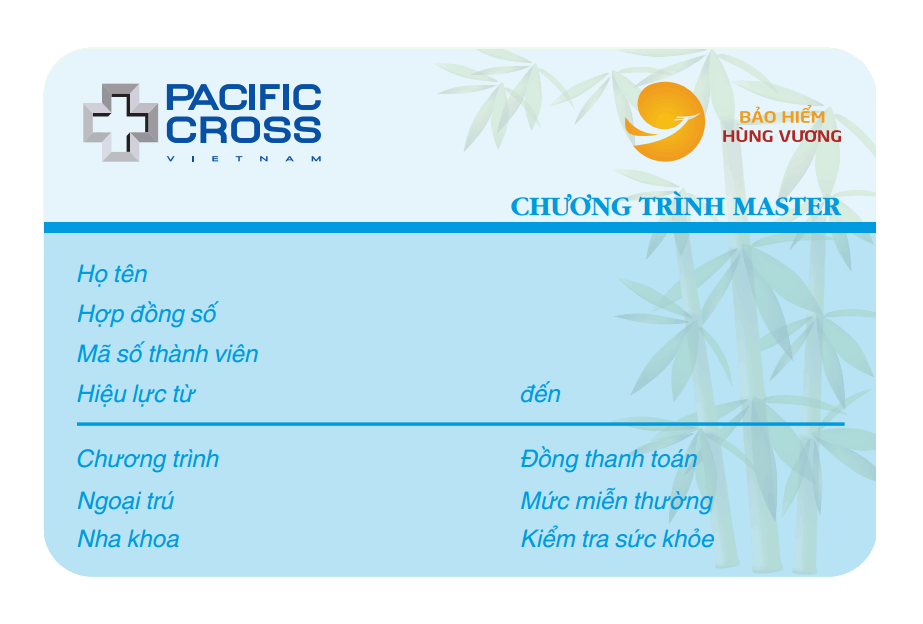 PACIFIC
CROSS
VIETNAM
BẢO HIỂM
HÙNG VƯƠNG
CHƯƠNG TRÌNH MASTER
Họ tên
Hợp đồng số
Mã số thành viên
Hiệu lực từ đến
Chương trình Đồng thanh toán
Ngoại trú Mức miễn thường
Nha khoa Kiểm tra sức khỏe